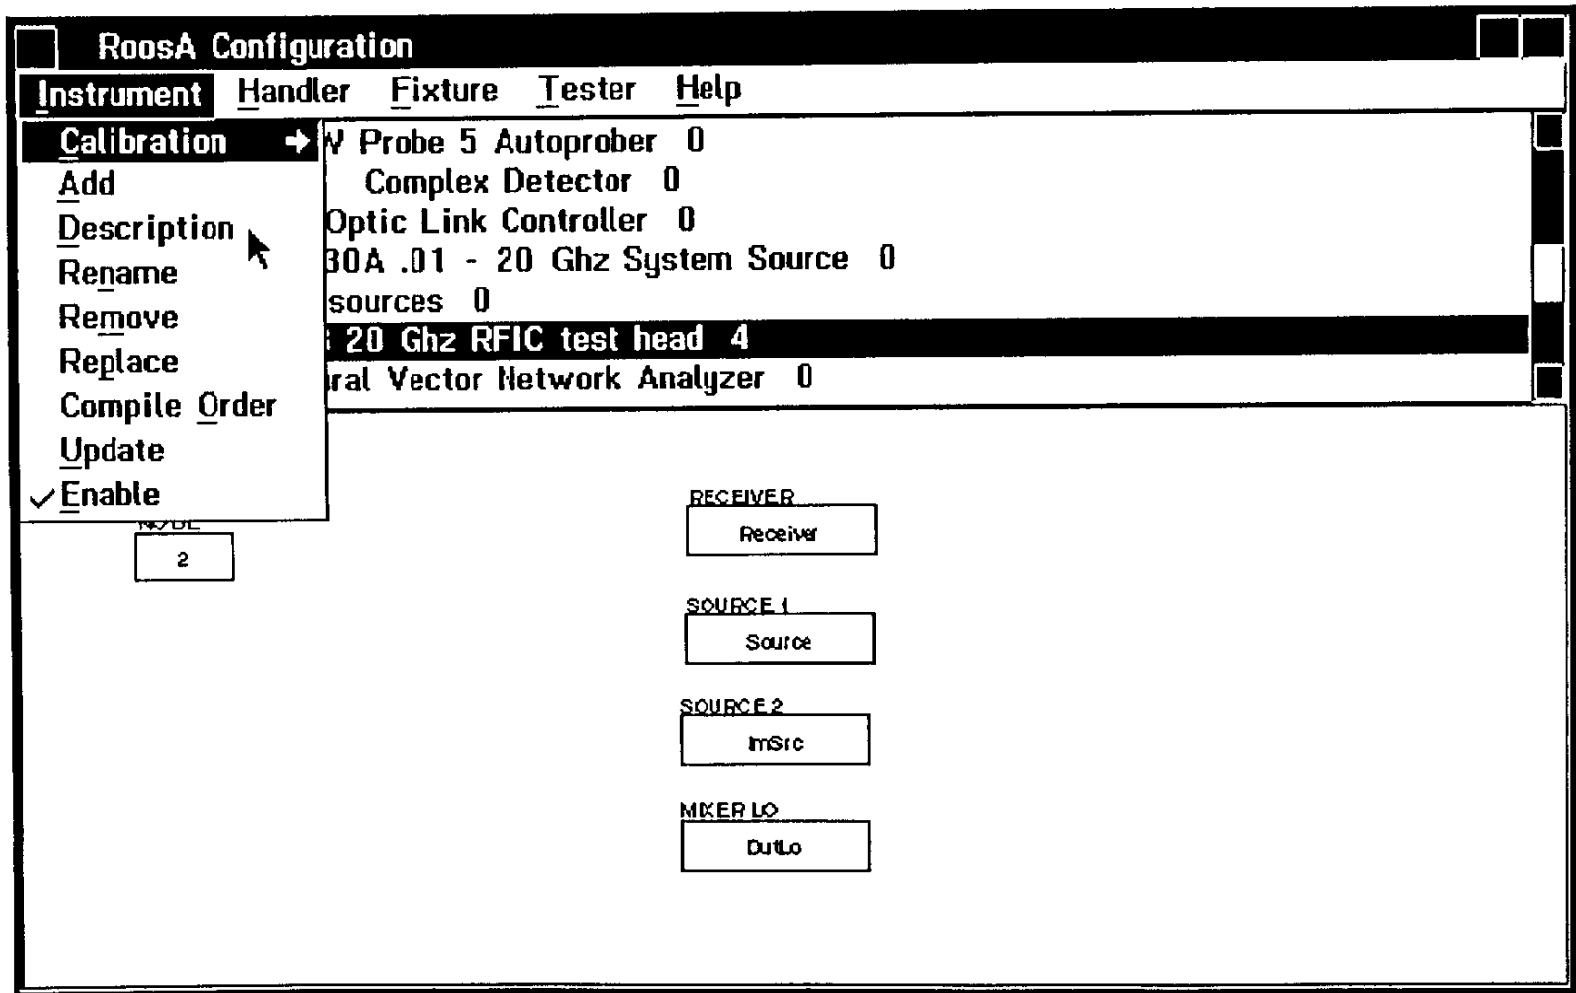 RoosA Configuration
Instrument Handler Fixture Tester Help
Calibration
Add
Description
Rename
Remove
Replace
Compile Order
Update
Enable
Probe 5 Autoprober 0
Complex Detector 0
Optic Link Controller 0
30A .01 - 20 Ghz System Source 0
sources 0
20 Ghz RFIC test head 4
ral Vector Network Analyzer 0
2
RECEIVER
Receiver
SOURCE 1
Source
SOURCE 2
ImSrc
MIXER LO
DutLo